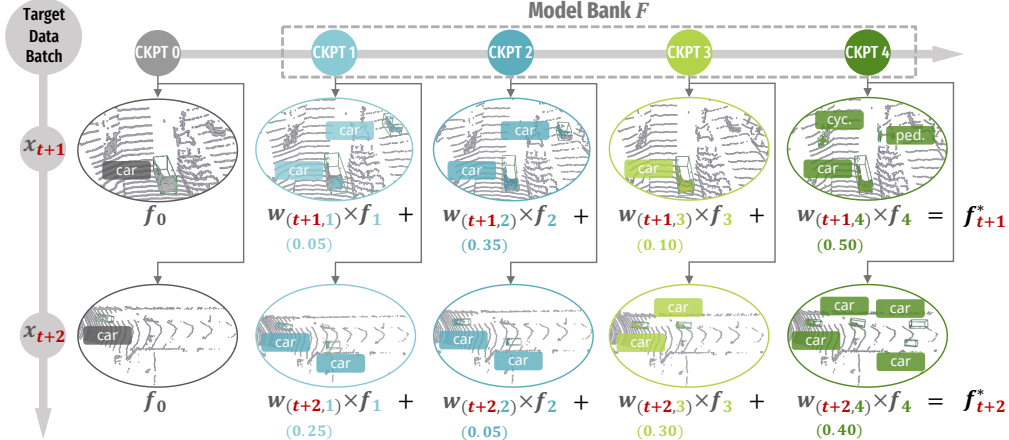 Model Bank F
Target
Data
Batch
CKPT 0
CKPT 1
CKPT 2
CKPT 3
CKPT 4
x_{t+1}
car
car
car
car
car
car
cyc.
ped.
car
f_0
w_{(t+1,1)} × f_1 + w_{(t+1,2)} × f_2 + w_{(t+1,3)} × f_3 + w_{(t+1,4)} × f_4 = f^*_{t+1}
(0.05)
(0.35)
(0.10)
(0.50)
x_{t+2}
car
car
car
car
car
car
car
car
car
car
car
f_0
w_{(t+2,1)} × f_1 + w_{(t+2,2)} × f_2 + w_{(t+2,3)} × f_3 + w_{(t+2,4)} × f_4 = f^*_{t+2}
(0.25)
(0.05)
(0.30)
(0.40)